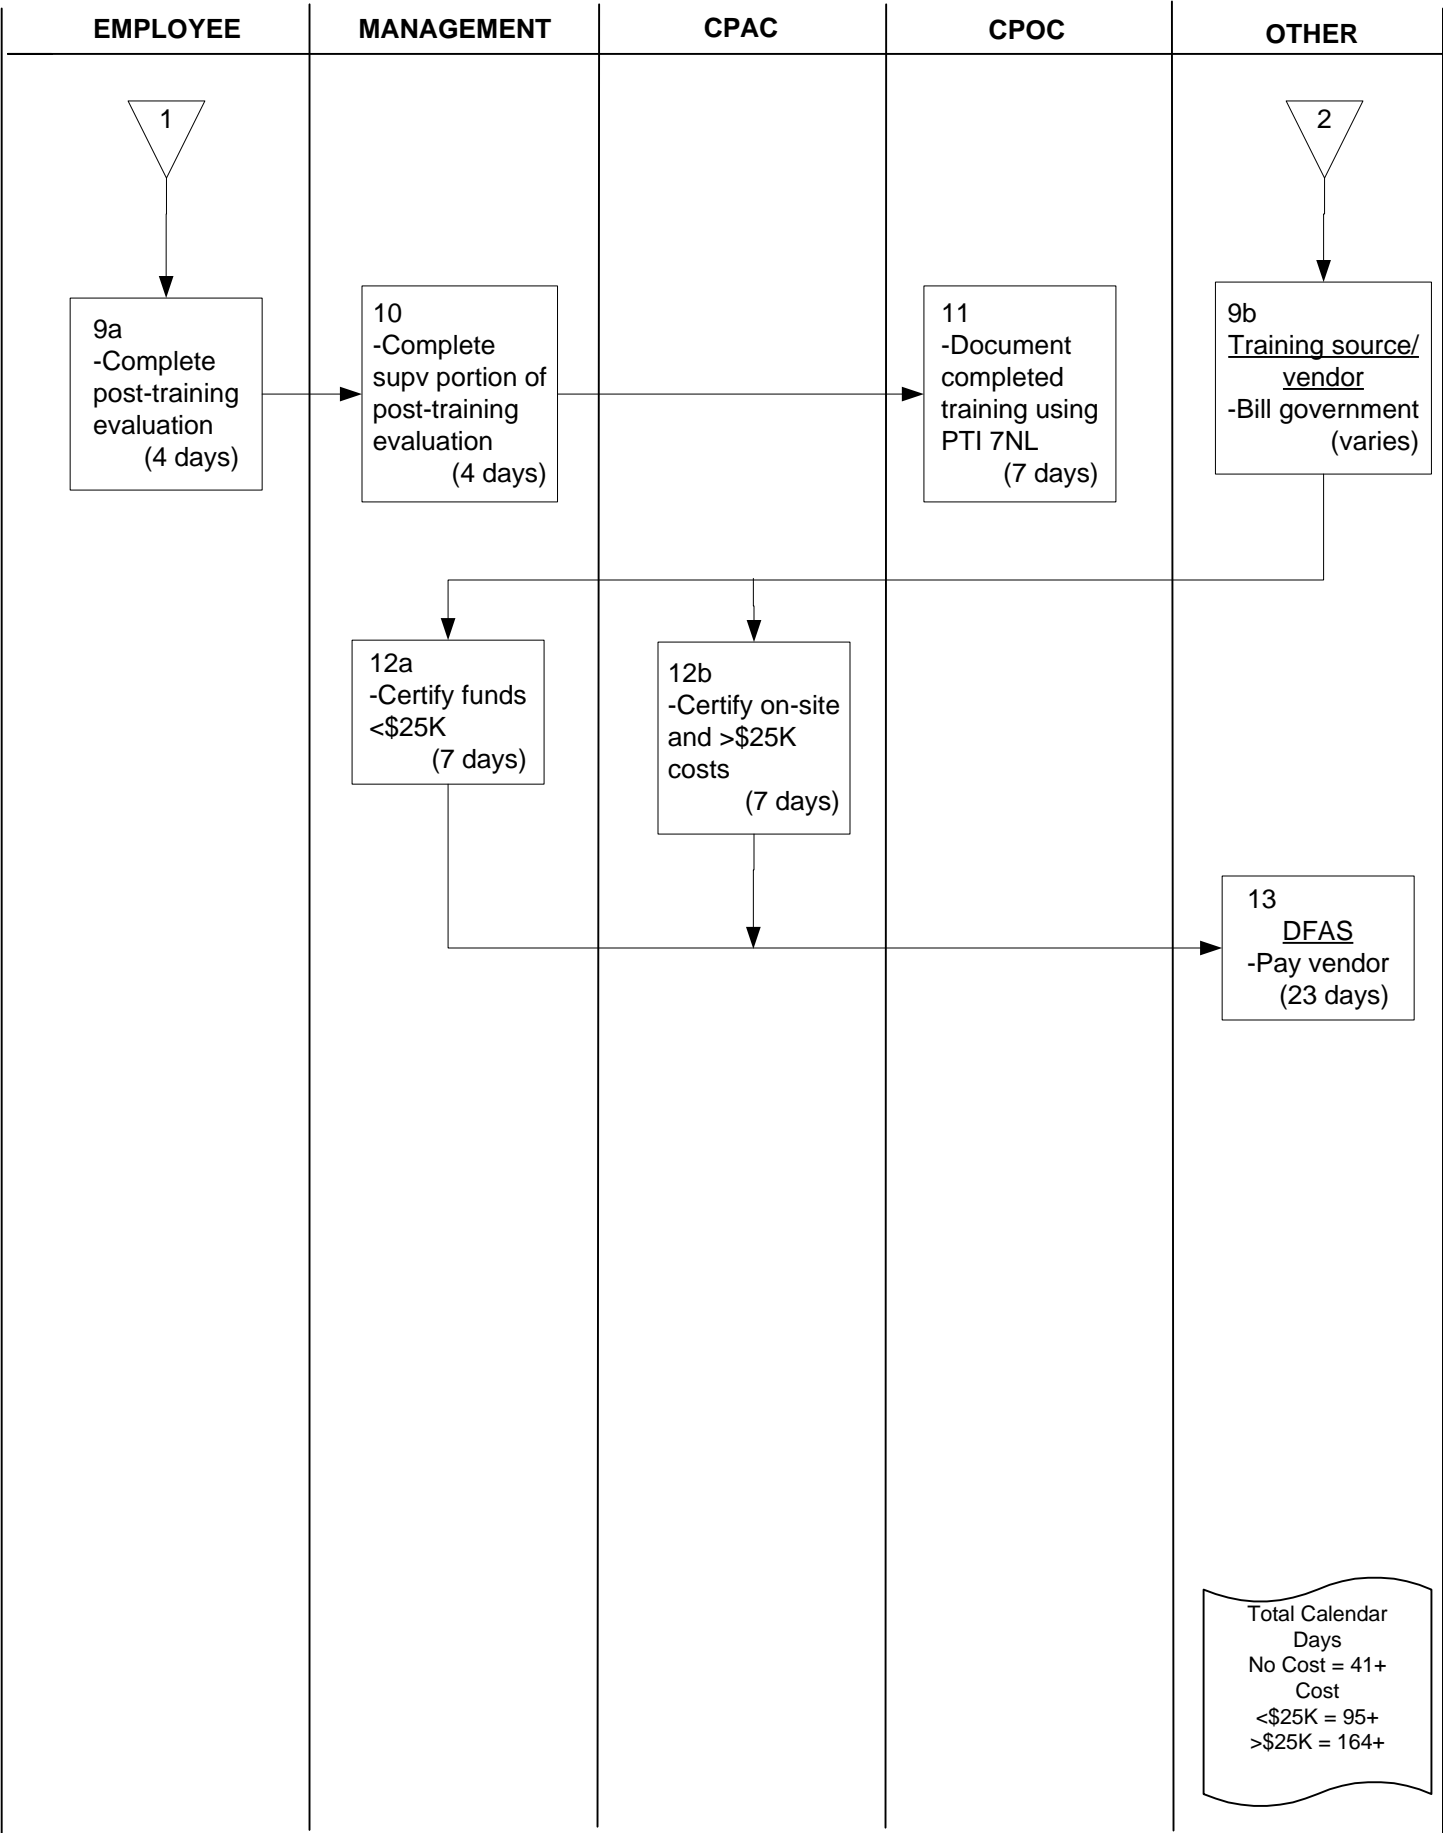 EMPLOYEE
MANAGEMENT
CPAC
CPOC
OTHER
1
2
9a
-Complete
post-training
evaluation
(4 days)
10
-Complete
supv portion of
post-training
evaluation
(4 days)
11
-Document
completed
training using
PTI 7NL
(7 days)
9b
Training source/
vendor
-Bill government
(varies)
12a
-Certify funds
<$25K
(7 days)
12b
-Certify on-site
and >$25K
costs
(7 days)
13
DFAS
-Pay vendor
(23 days)
Total Calendar
Days
No Cost = 41+
Cost
<$25K = 95+
>$25K = 164+